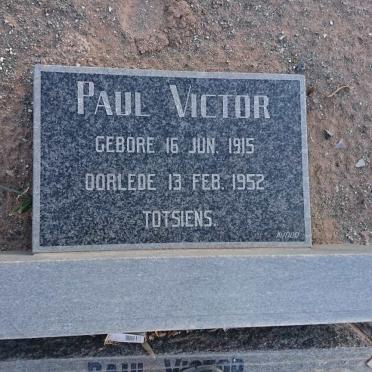 PAUL VICTOR
GEBORE 16 JUN. 1915
OORLEDE 13 FEB. 1952
TOTSIENS.
PAUL VICTOR